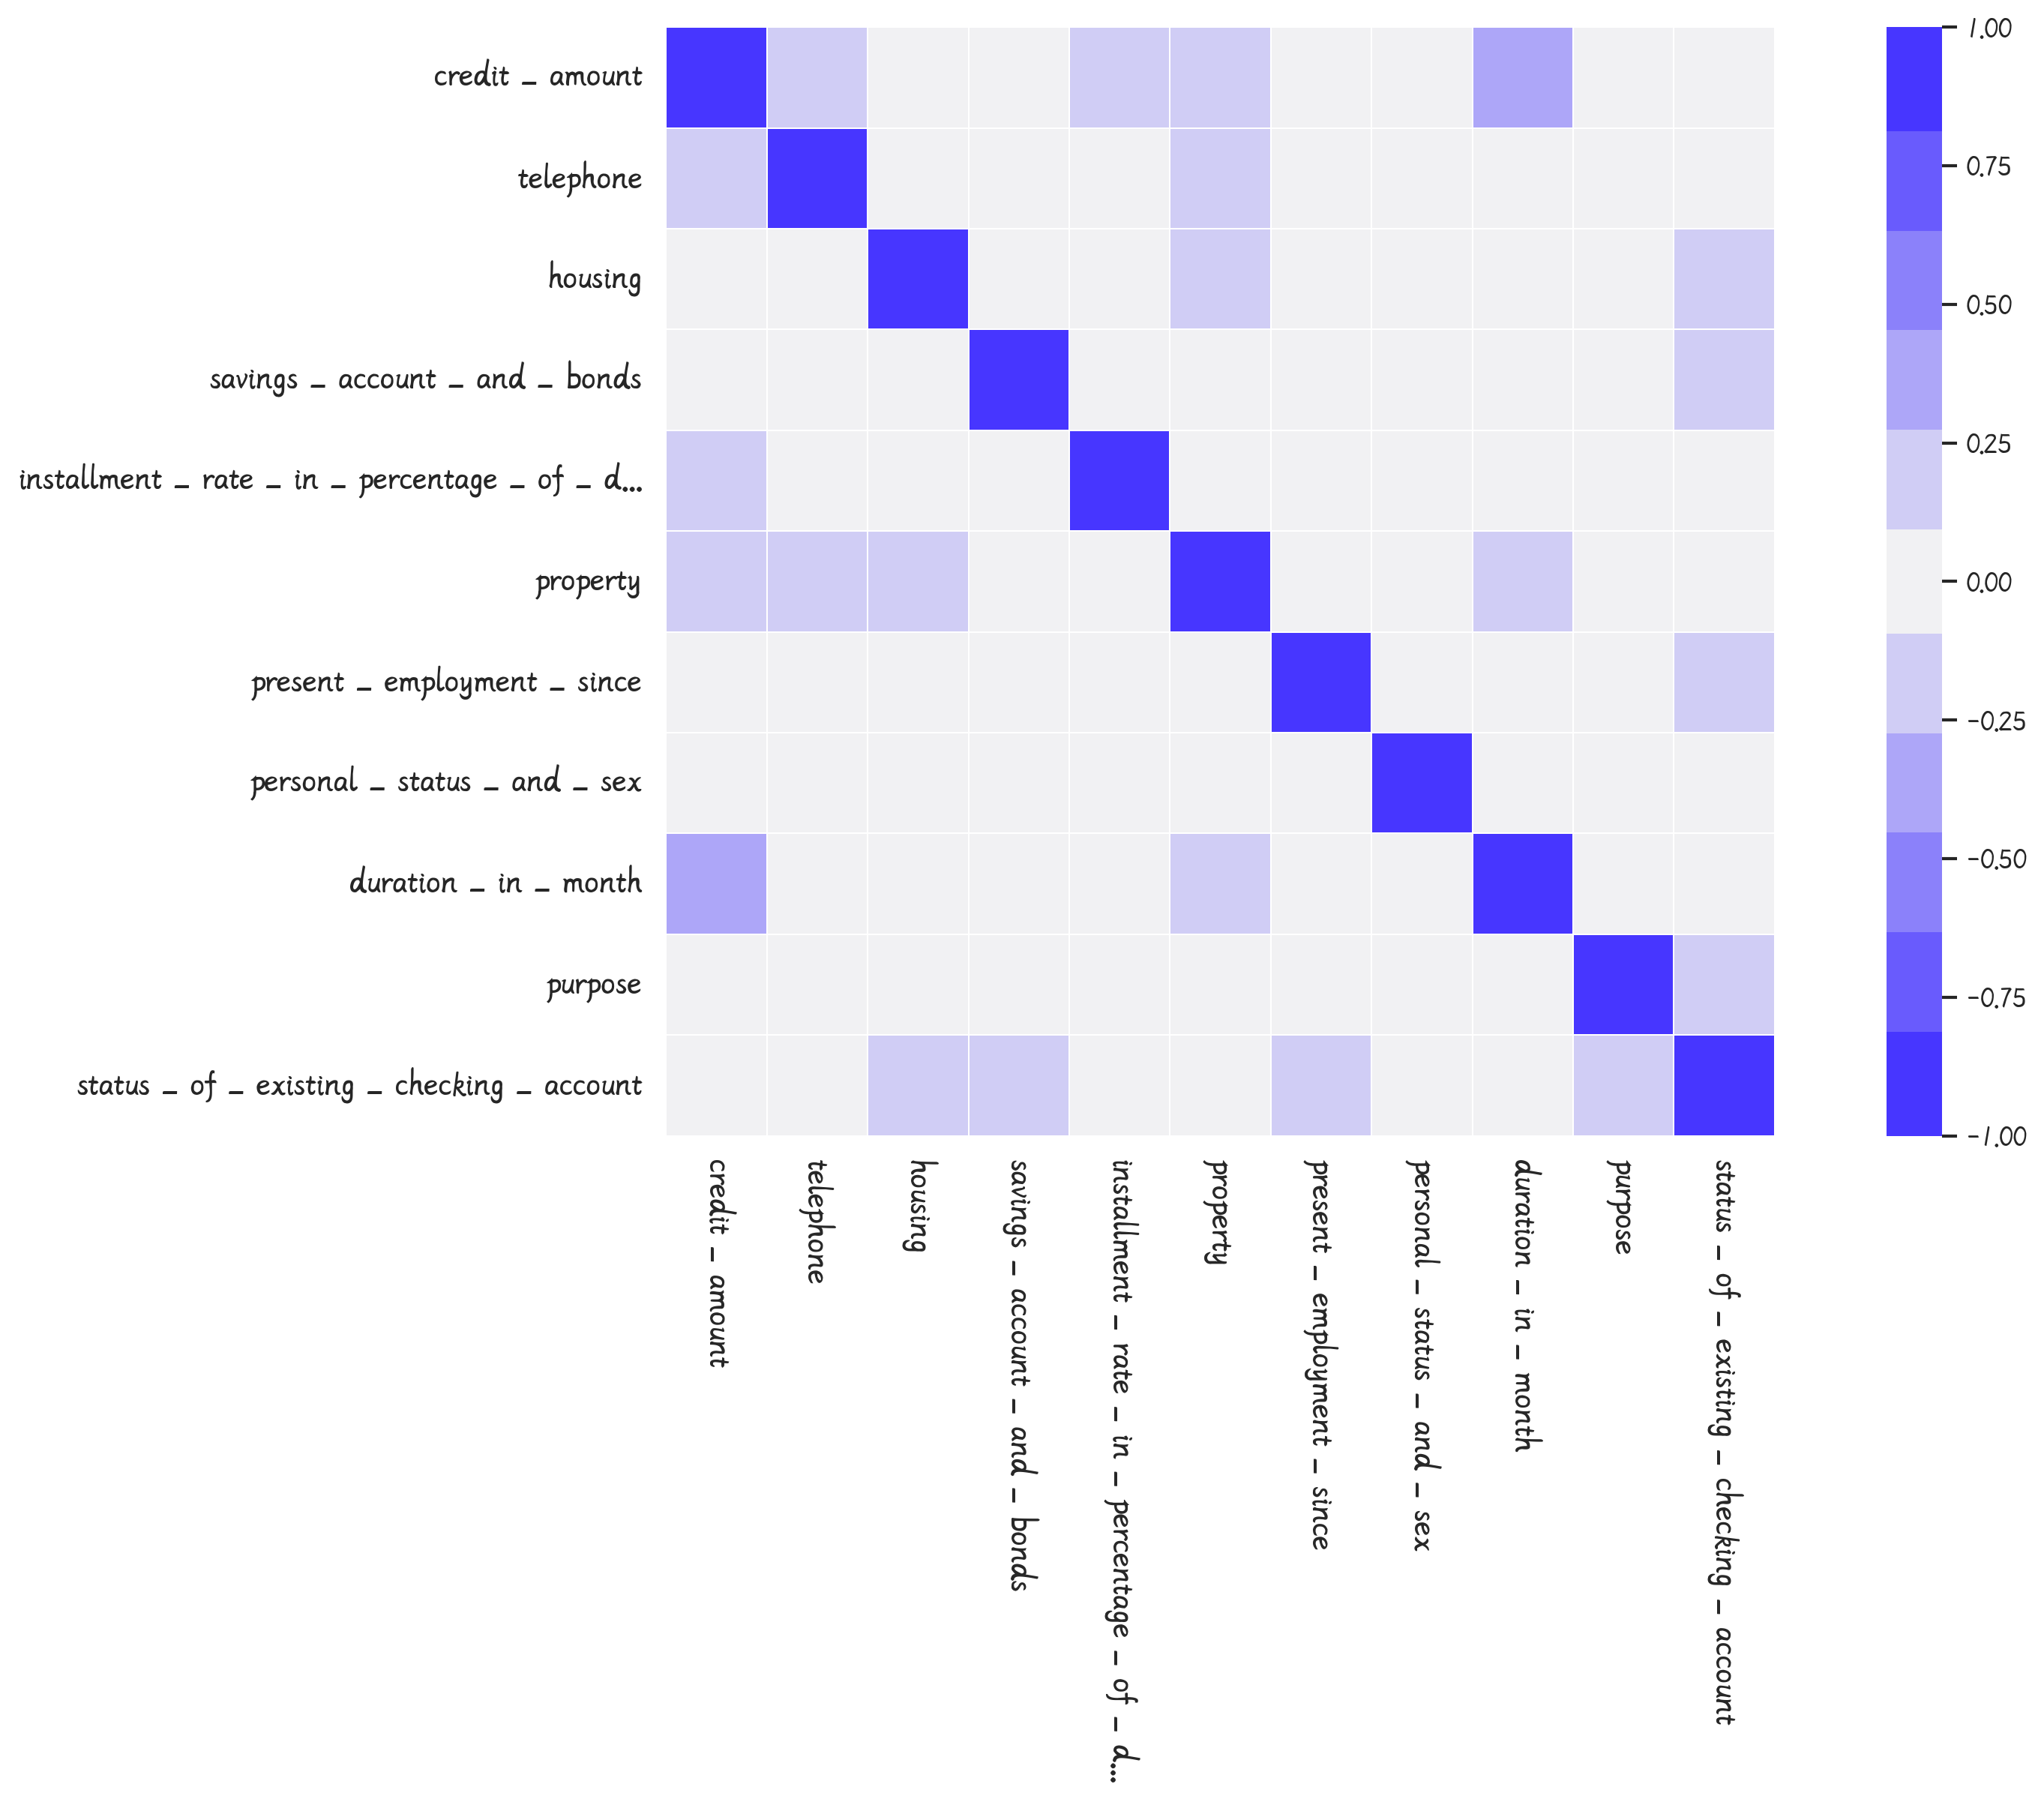 credit _ amount
telephone
housing
savings _ account _ and _ bonds
installment _ rate _ in _ percentage _ of _ d...
property
present _ employment _ since
personal _ status _ and _ sex
duration _ in _ month
purpose
status _ of _ existing _ checking _ account
credit _ amount
telephone
housing
savings _ account _ and _ bonds
installment _ rate _ in _ percentage _ of _ d...
property
present _ employment _ since
personal _ status _ and _ sex
duration _ in _ month
purpose
status _ of _ existing _ checking _ account
1.00
0.75
0.50
0.25
0.00
−0.25
−0.50
−0.75
−1.00